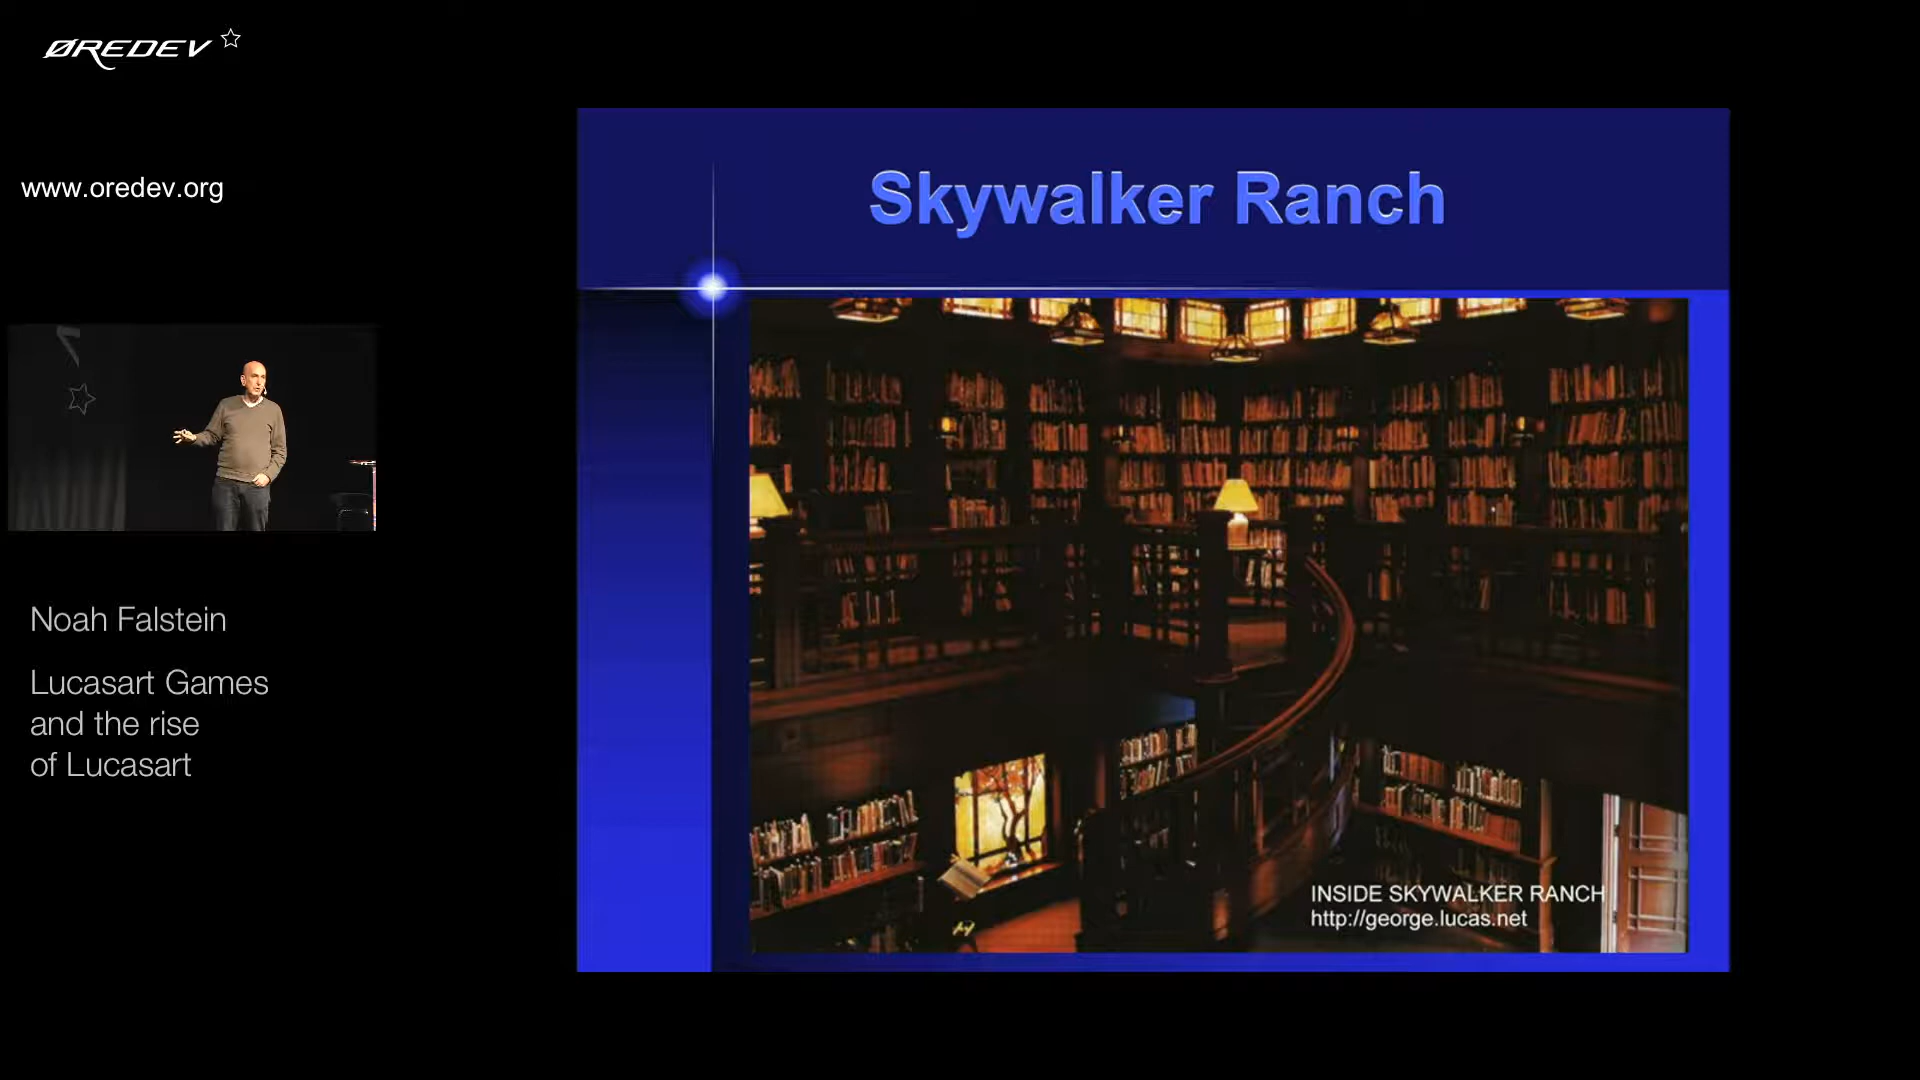 ØREDEV
www.oredev.org
Skywalker Ranch
Noah Falstein
Lucasart Games
and the rise
of Lucasart
INSIDE SKYWALKER RANCH
http://george.lucas.net